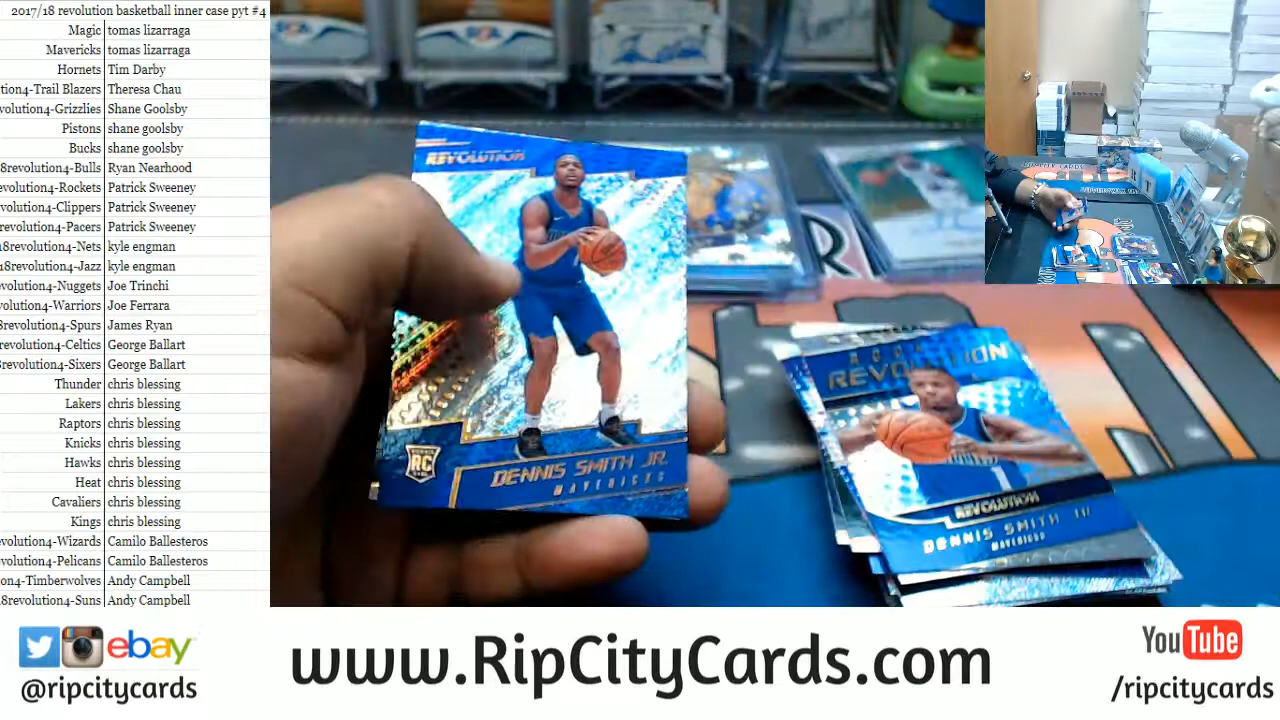 2017/18 revolution basketball inner case pyt #4
Magic tomas lizarraga
Mavericks tomas lizarraga
Hornets Tim Darby
tion4-Trail Blazers Theresa Chau
volution4-Grizzlies Shane Goolsby
Pistons shane goolsby
Bucks shane goolsby
8revolution4-Bulls Ryan Nearhood
evolution4-Rockets Patrick Sweeney
volution4-Clippers Patrick Sweeney
evolution4-Pacers Patrick Sweeney
18revolution4-Nets kyle engman
18revolution4-Jazz kyle engman
evolution4-Nuggets Joe Trinchi
volution4-Warriors Joe Ferrara
8revolution4-Spurs James Ryan
revolution4-Celtics George Ballart
revolution4-Sixers George Ballart
Thunder chris blessing
Lakers chris blessing
Raptors chris blessing
Knicks chris blessing
Hawks chris blessing
Heat chris blessing
Cavaliers chris blessing
Kings chris blessing
evolution4-Wizards Camilo Ballesteros
volution4-Pelicans Camilo Ballesteros
on4-Timberwolves Andy Campbell
8revolution4-Suns Andy Campbell
REVOLUTION
RC
DENNIS SMITH JR.
MAVERICKS
REVOLUTION
REVOLUTION
DENNIS SMITH JR
MAVERICKS
R
ebay
@ripcitycards
www.RipCityCards.com
YouTube
/ripcitycards